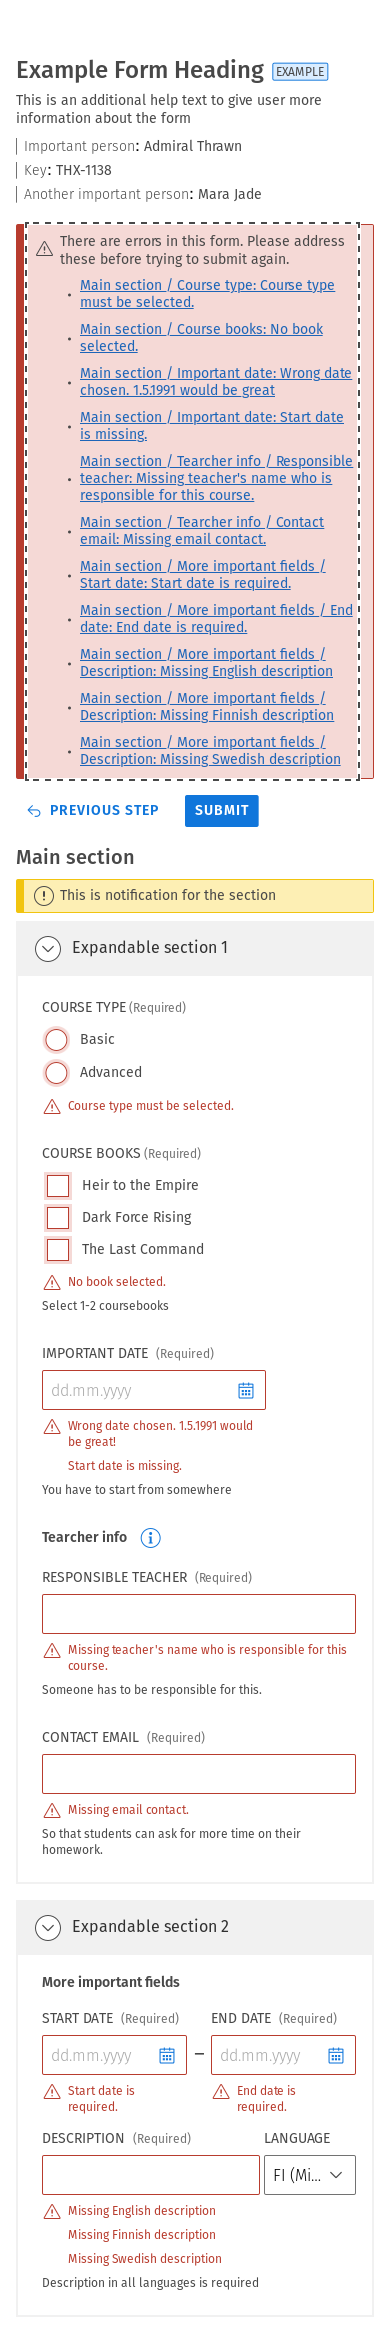 Example Form Heading EXAMPLE
This is an additional help text to give user more
information about the form
Important person: Admiral Thrawn
Key: THX-1138
Another important person: Mara Jade
There are errors in this form. Please address
these before trying to submit again.
• Main section / Course type: Course type
must be selected.
• Main section / Course books: No book
selected.
• Main section / Important date: Wrong date
chosen. 1.5.1991 would be great
• Main section / Important date: Start date
is missing.
• Main section / Tearcher info / Responsible
teacher: Missing teacher's name who is
responsible for this course.
• Main section / Tearcher info / Contact
email: Missing email contact.
• Main section / More important fields /
Start date: Start date is required.
• Main section / More important fields / End
date: End date is required.
• Main section / More important fields /
Description: Missing English description
• Main section / More important fields /
Description: Missing Finnish description
• Main section / More important fields /
Description: Missing Swedish description
PREVIOUS STEP SUBMIT
Main section
This is notification for the section
Expandable section 1
COURSE TYPE (Required)
Basic
Advanced
Course type must be selected.
COURSE BOOKS (Required)
Heir to the Empire
Dark Force Rising
The Last Command
No book selected.
Select 1-2 coursebooks
IMPORTANT DATE (Required)
dd.mm.yyyy
Wrong date chosen. 1.5.1991 would
be great!
Start date is missing.
You have to start from somewhere
Tearcher info
RESPONSIBLE TEACHER (Required)
Missing teacher's name who is responsible for this
course.
Someone has to be responsible for this.
CONTACT EMAIL (Required)
Missing email contact.
So that students can ask for more time on their
homework.
Expandable section 2
More important fields
START DATE (Required) END DATE (Required)
dd.mm.yyyy – dd.mm.yyyy
Start date is
required.
End date is
required.
DESCRIPTION (Required) LANGUAGE
FI (Mi...
Missing English description
Missing Finnish description
Missing Swedish description
Description in all languages is required